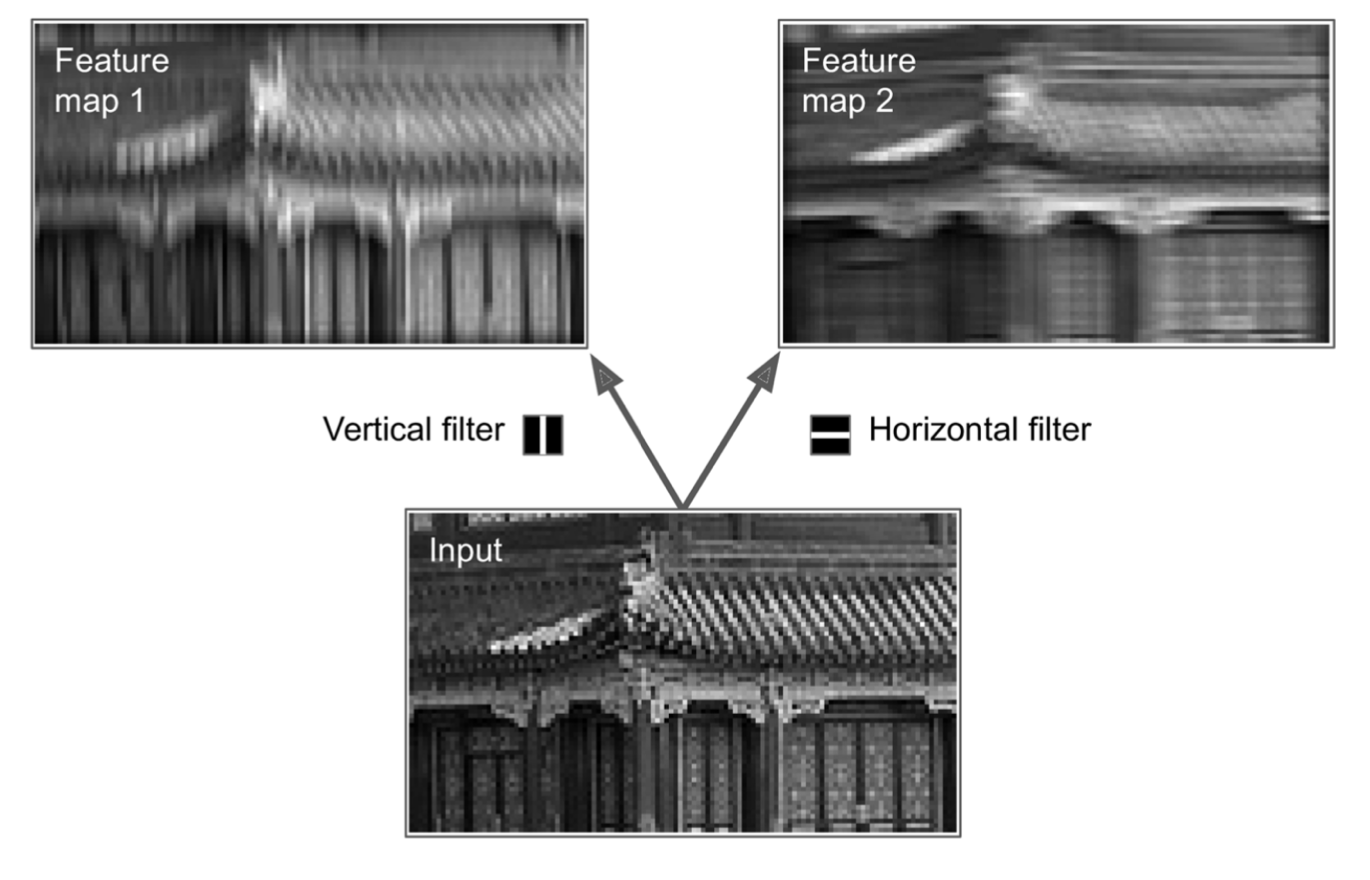 Feature
map 1
Feature
map 2
Vertical filter
Horizontal filter
Input